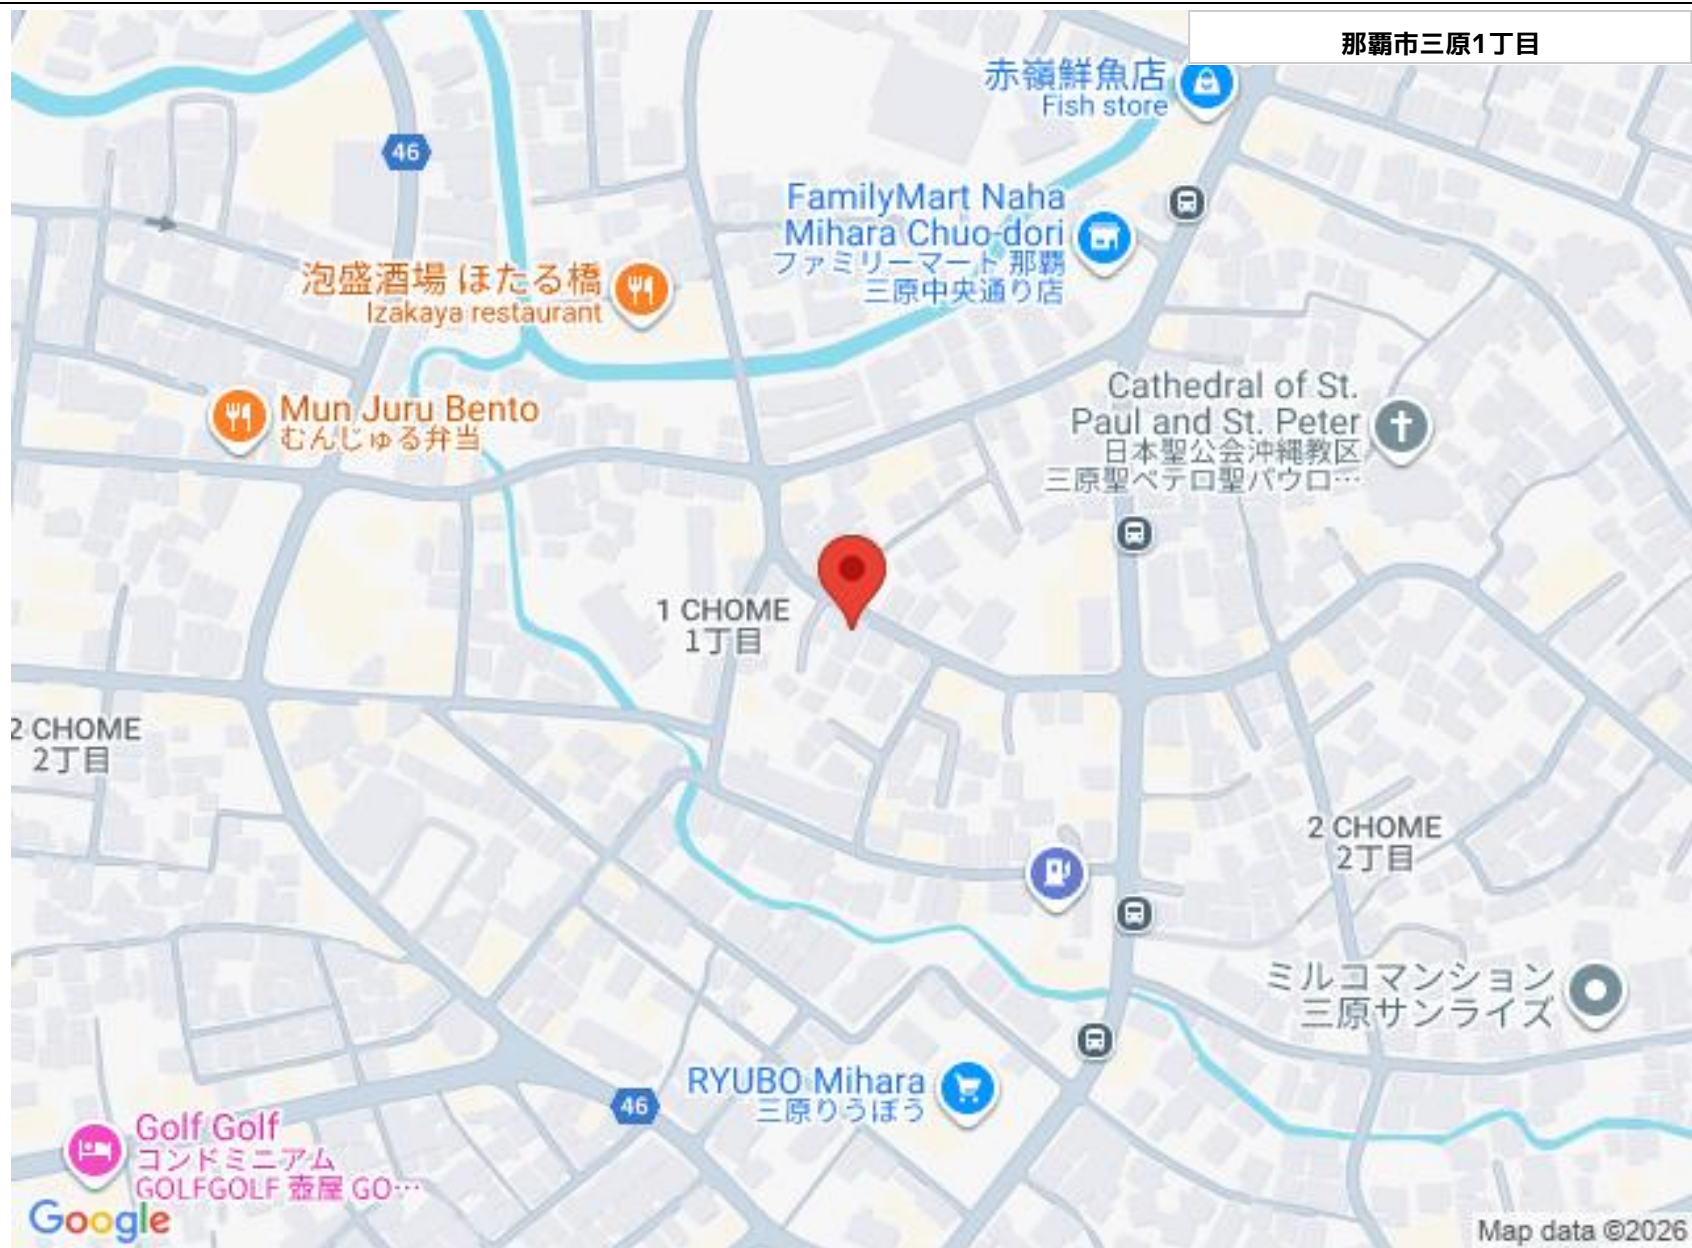 那覇市三原1丁目
赤嶺鮮魚店
Fish store
46
FamilyMart Naha
Mihara Chuo-dori
ファミリーマート 那覇
三原中央通り店
泡盛酒場 ほたる橋
Izakaya restaurant
Mun Juru Bento
むんじゅる弁当
Cathedral of St.
Paul and St. Peter
日本聖公会沖縄教区
三原聖ペテロ聖パウロ…
1 CHOME
1丁目
2 CHOME
2丁目
2 CHOME
2丁目
ミルコマンション
三原サンライズ
RYUBO Mihara
三原りうぼう
46
Golf Golf
コンドミニアム
GOLFGOLF 壺屋 GO…
Google
Map data ©2026